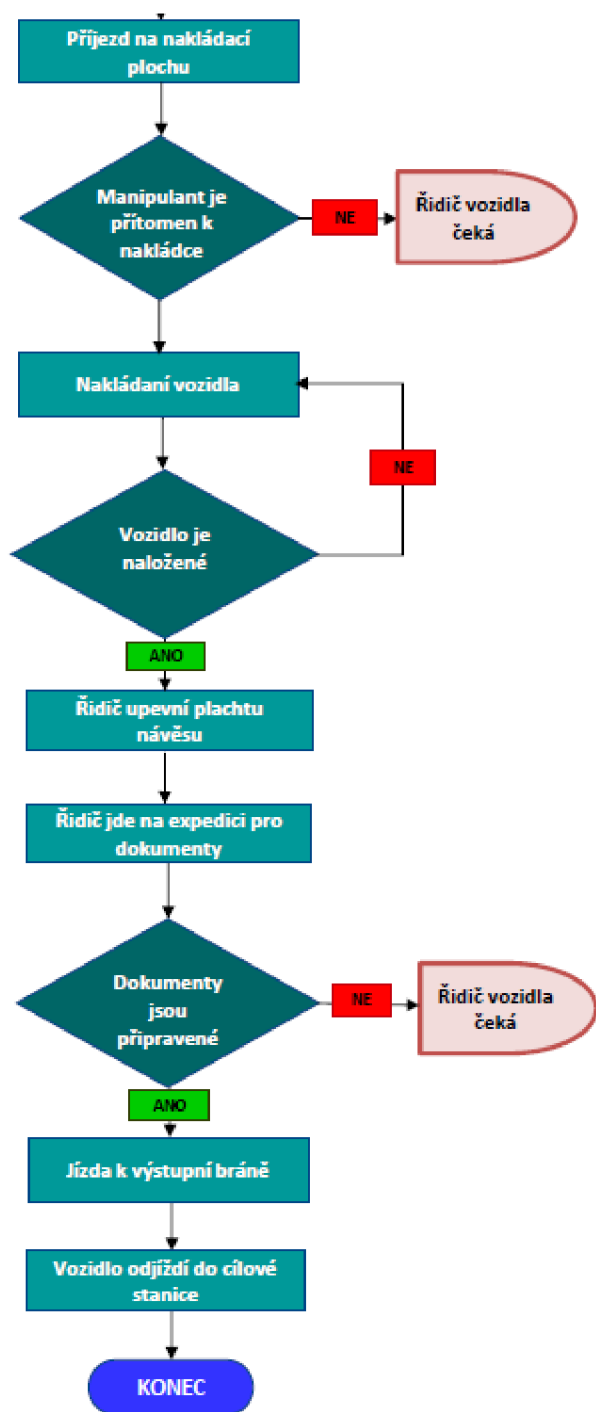 Příjezd na nakládací
plochu
Manipulant je
přítomen k
nakládce
NE
Řidič vozidla
čeká
Nakládaní vozidla
NE
Vozidlo je
naložené
ANO
Řidič upevní plachtu
návěsu
Řidič jde na expedici pro
dokumenty
Dokumenty
jsou
připravené
NE
Řidič vozidla
čeká
ANO
Jízda k výstupní bráně
Vozidlo odjíždí do cílové
stanice
KONEC